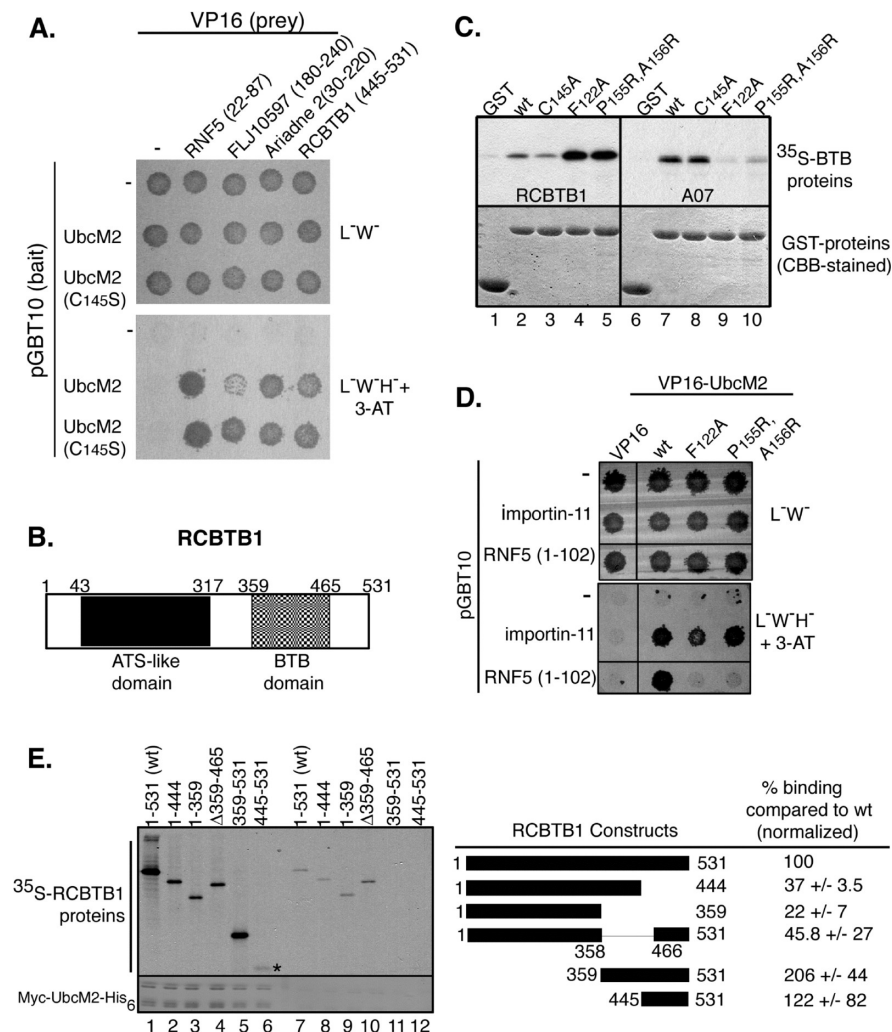 A.
VP16 (prey)
-
RNF5 (22-87)
FLJ10597 (180-240)
Ariadne 2(30-220)
RCBTB1 (445-531)
pGBT10 (bait)
-
UbcM2
UbcM2
(C145S)
L-W-
-
UbcM2
UbcM2
(C145S)
L-W-H-+
3-AT
B.
RCBTB1
1 43 317 359 465 531
ATS-like
domain
BTB
domain
C.
GST
wt
C145A
F122A
P155R,A156R
GST
wt
C145A
F122A
P155R,A156R
RCBTB1
A07
35S-BTB
proteins
GST-proteins
(CBB-stained)
1 2 3 4 5 6 7 8 9 10
D.
VP16-UbcM2
VP16
wt
F122A
P155R,
A156R
pGBT10
-
importin-11
RNF5 (1-102)
L-W-
-
importin-11
RNF5 (1-102)
L-W-H-
+ 3-AT
E.
1-531 (wt)
1-444
1-359
Δ359-465
359-531
445-531
1-531 (wt)
1-444
1-359
Δ359-465
359-531
445-531
35S-RCBTB1
proteins
*
Myc-UbcM2-His6
1 2 3 4 5 6 7 8 9 10 11 12
RCBTB1 Constructs
% binding
compared to wt
(normalized)
1 531 100
1 444 37 +/- 3.5
1 359 22 +/- 7
1 531 45.8 +/- 27
358 466
359 531 206 +/- 44
445 531 122 +/- 82